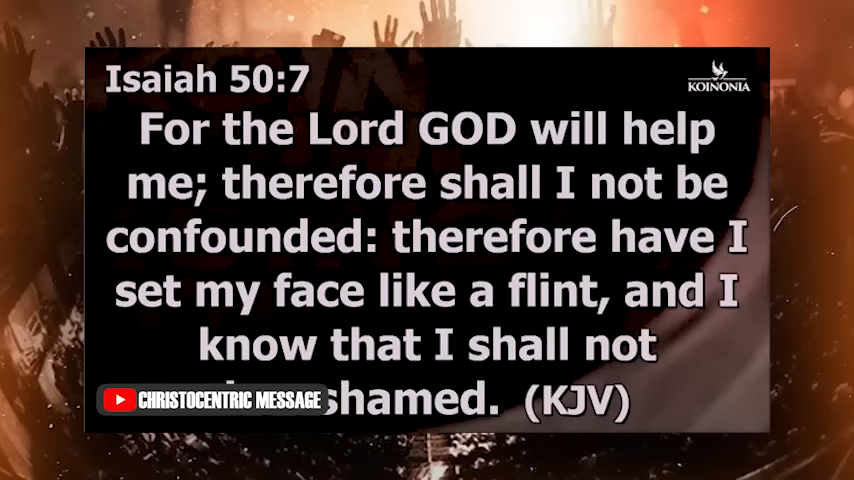 Isaiah 50:7
KOINONIA
For the Lord GOD will help
me; therefore shall I not be
confounded: therefore have I
set my face like a flint, and I
know that I shall not
shamed. (KJV)
CHRISTOCENTRIC MESSAGE